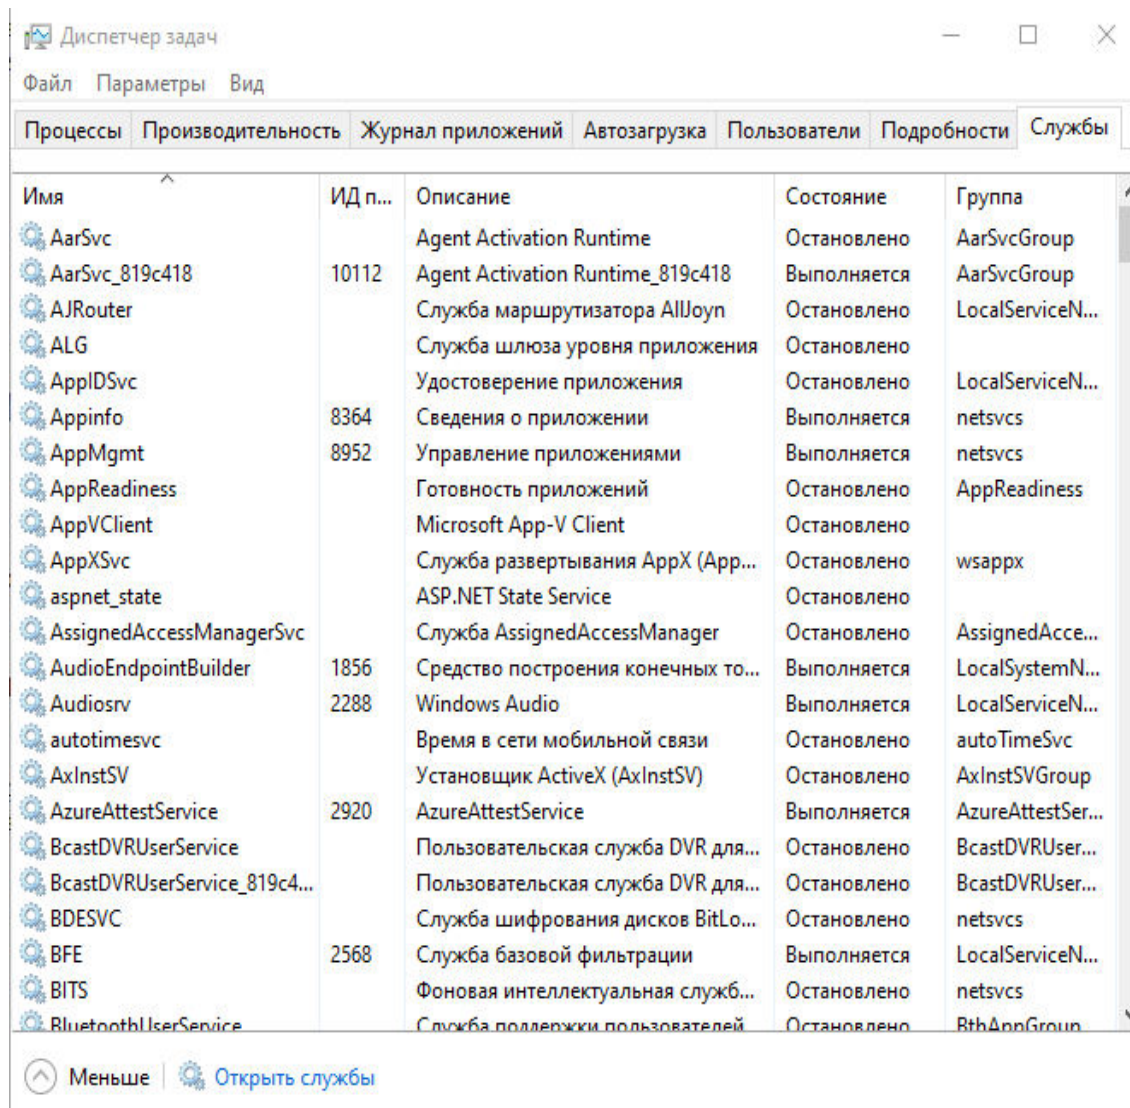 Диспетчер задач
Файл Параметры Вид
Процессы Производительность Журнал приложений Автозагрузка Пользователи Подробности Службы
Имя ИД п... Описание Состояние Группа
AarSvc Agent Activation Runtime Остановлено AarSvcGroup
AarSvc_819c418 10112 Agent Activation Runtime_819c418 Выполняется AarSvcGroup
AJRouter Служба маршрутизатора AllJoyn Остановлено LocalServiceN...
ALG Служба шлюза уровня приложения Остановлено
AppIDSvc Удостоверение приложения Остановлено LocalServiceN...
Appinfo 8364 Сведения о приложении Выполняется netsvcs
AppMgmt 8952 Управление приложениями Выполняется netsvcs
AppReadiness Готовность приложений Остановлено AppReadiness
AppVClient Microsoft App-V Client Остановлено
AppXSvc Служба развертывания AppX (App... Остановлено wsappx
aspnet_state ASP.NET State Service Остановлено
AssignedAccessManagerSvc Служба AssignedAccessManager Остановлено AssignedAcce...
AudioEndpointBuilder 1856 Средство построения конечных то... Выполняется LocalSystemN...
Audiosrv 2288 Windows Audio Выполняется LocalServiceN...
autotimesvc Время в сети мобильной связи Остановлено autoTimeSvc
AxInstSV Установщик ActiveX (AxInstSV) Остановлено AxInstSVGroup
AzureAttestService 2920 AzureAttestService Выполняется AzureAttestSer...
BcastDVRUserService Пользовательская служба DVR для... Остановлено BcastDVRUser...
BcastDVRUserService_819c4... Пользовательская служба DVR для... Остановлено BcastDVRUser...
BDESVC Служба шифрования дисков BitLo... Остановлено netsvcs
BFE 2568 Служба базовой фильтрации Выполняется LocalServiceN...
BITS Фоновая интеллектуальная служб... Остановлено netsvcs
BluetoothUserService Служба поддержки пользователей Остановлено BthAppGroup
Меньше Открыть службы